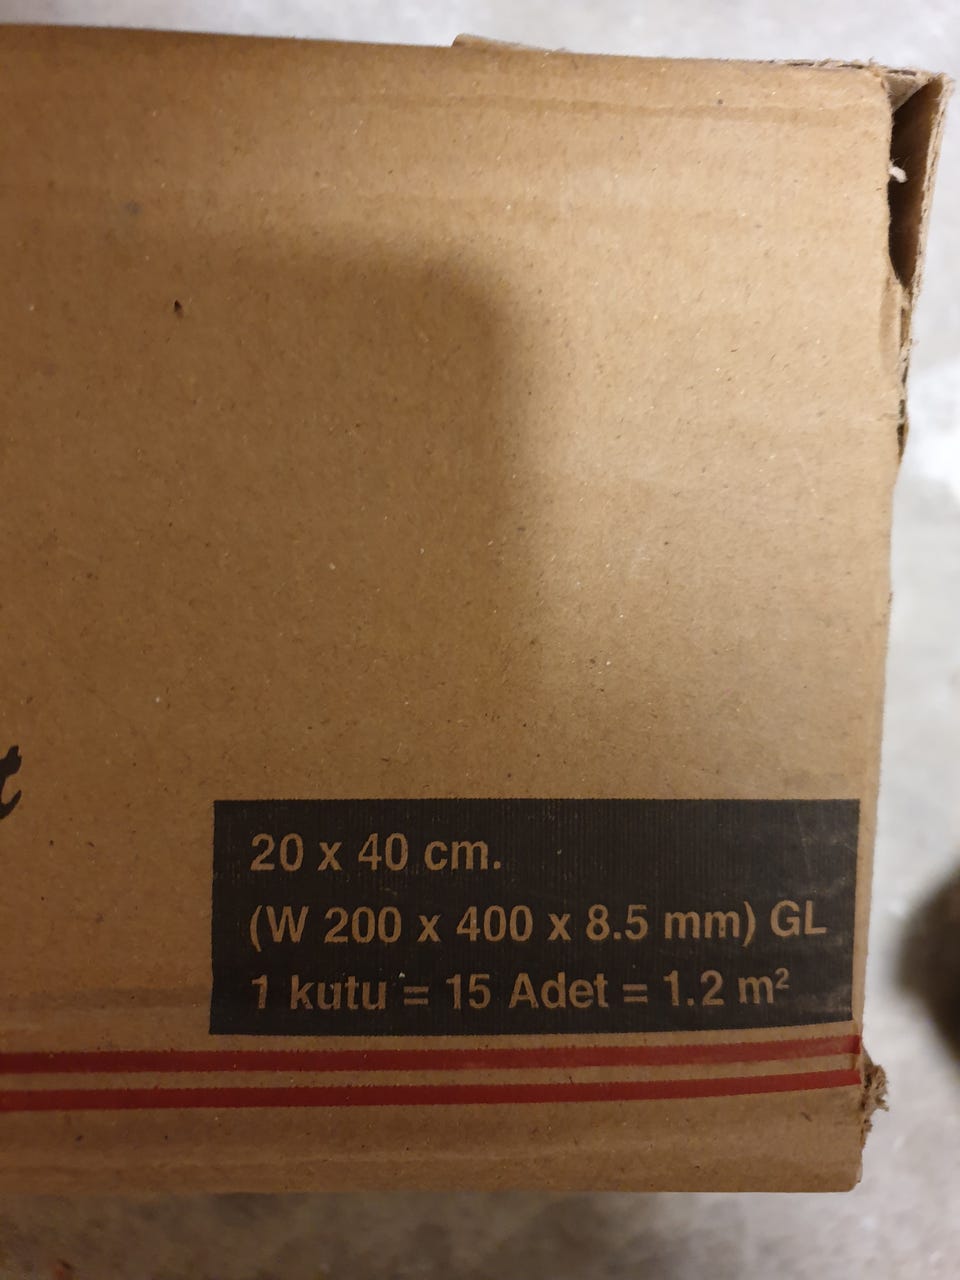 t
20 x 40 cm.
(W 200 x 400 x 8.5 mm) GL
1 kutu = 15 Adet = 1.2 m²